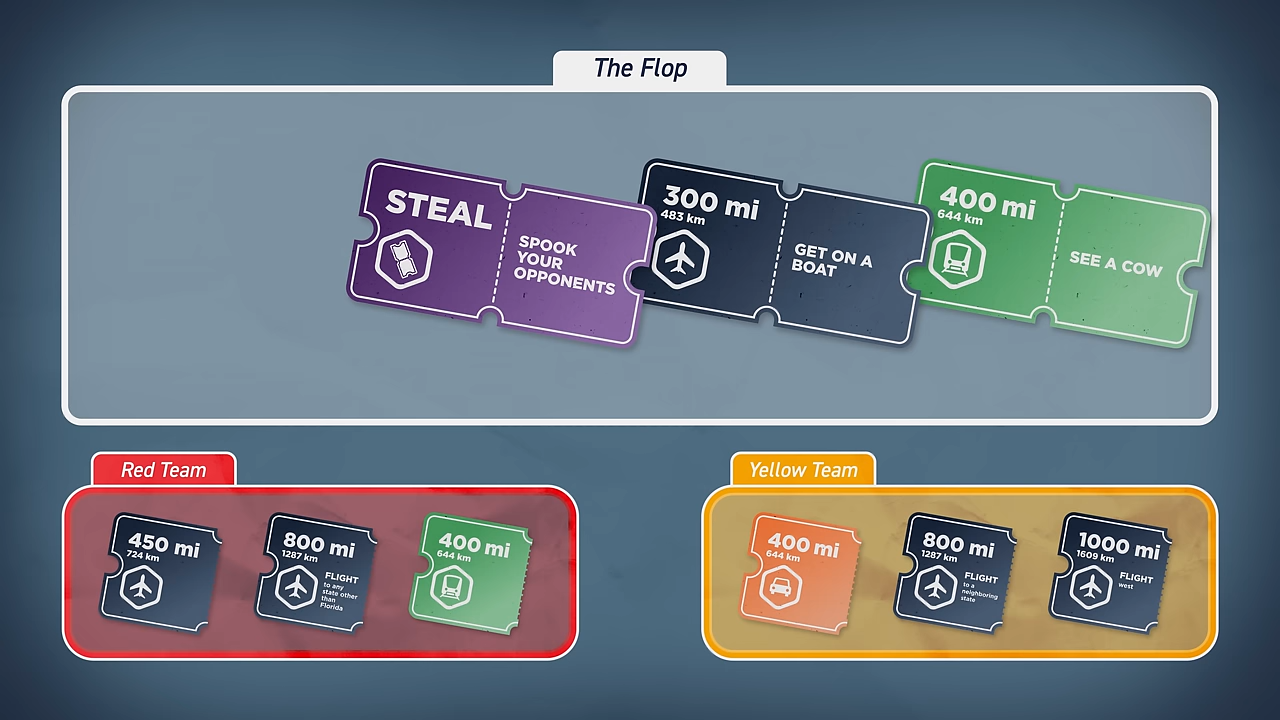 The Flop
STEAL
SPOOK
YOUR
OPPONENTS
300 mi
483 km
GET ON A
BOAT
400 mi
644 km
SEE A COW
Red Team
450 mi
724 km
800 mi
1287 km
FLIGHT
to any
state other
than
Florida
400 mi
644 km
Yellow Team
400 mi
644 km
800 mi
1287 km
FLIGHT
to a
neighboring
state
1000 mi
1609 km
FLIGHT
west